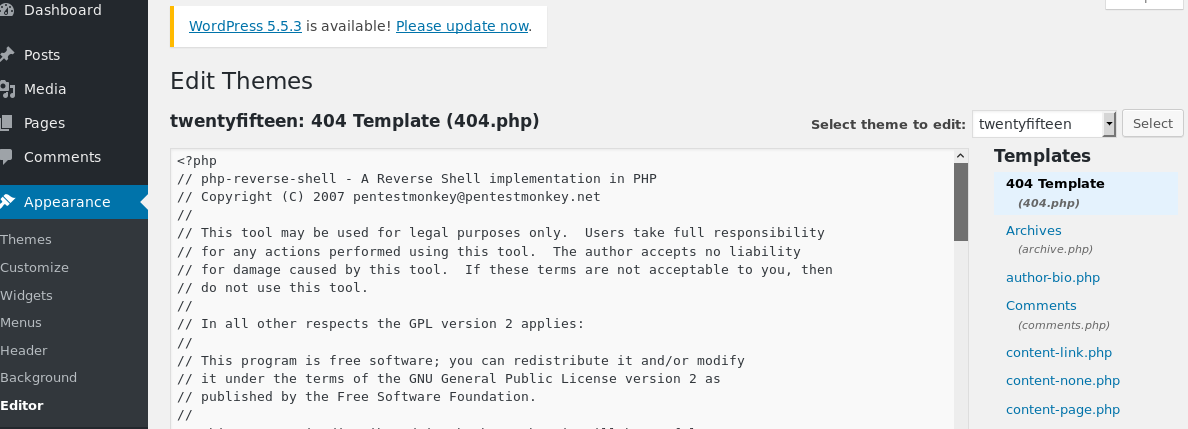 Dashboard
Posts
Media
Pages
Comments
Appearance
Themes
Customize
Widgets
Menus
Header
Background
Editor
WordPress 5.5.3 is available! Please update now.
Edit Themes
twentyfifteen: 404 Template (404.php)
Select theme to edit: twentyfifteen Select
<?php
// php-reverse-shell - A Reverse Shell implementation in PHP
// Copyright (C) 2007 pentestmonkey@pentestmonkey.net
//
// This tool may be used for legal purposes only.  Users take full responsibility
// for any actions performed using this tool.  The author accepts no liability
// for damage caused by this tool.  If these terms are not acceptable to you, then
// do not use this tool.
//
// In all other respects the GPL version 2 applies:
//
// This program is free software; you can redistribute it and/or modify
// it under the terms of the GNU General Public License version 2 as
// published by the Free Software Foundation.
//
Templates
404 Template
(404.php)
Archives
(archive.php)
author-bio.php
Comments
(comments.php)
content-link.php
content-none.php
content-page.php